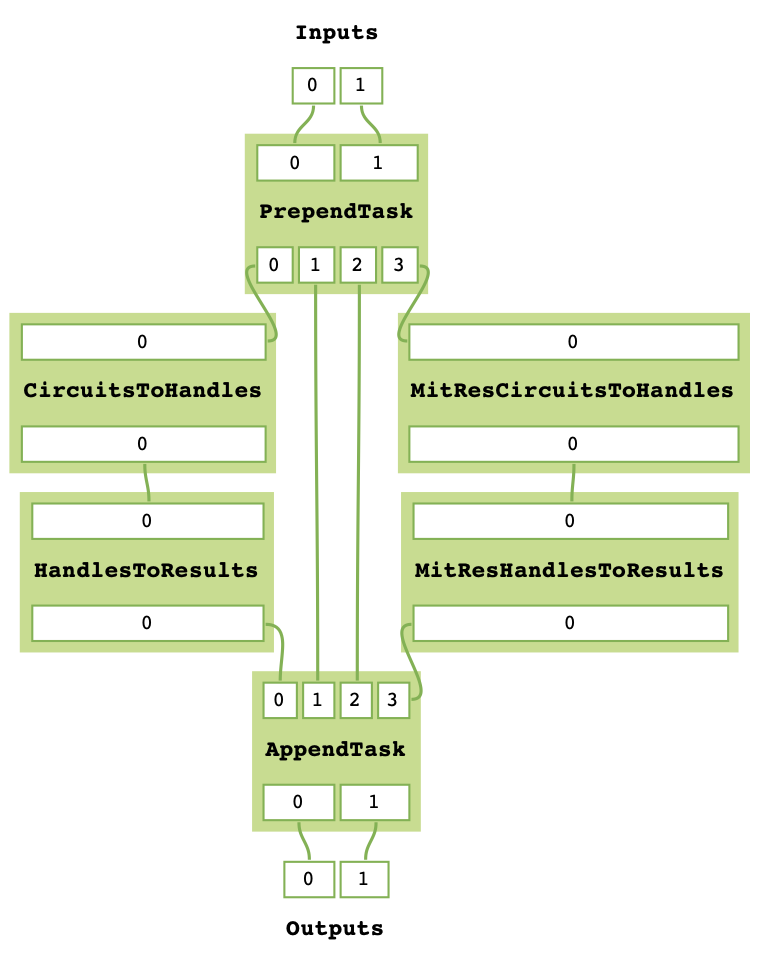 Inputs
0 1
0 1
PrependTask
0 1 2 3
0
CircuitsToHandles
0
0
MitResCircuitsToHandles
0
0
HandlesToResults
0
0
MitResHandlesToResults
0
0 1 2 3
AppendTask
0 1
0 1
Outputs